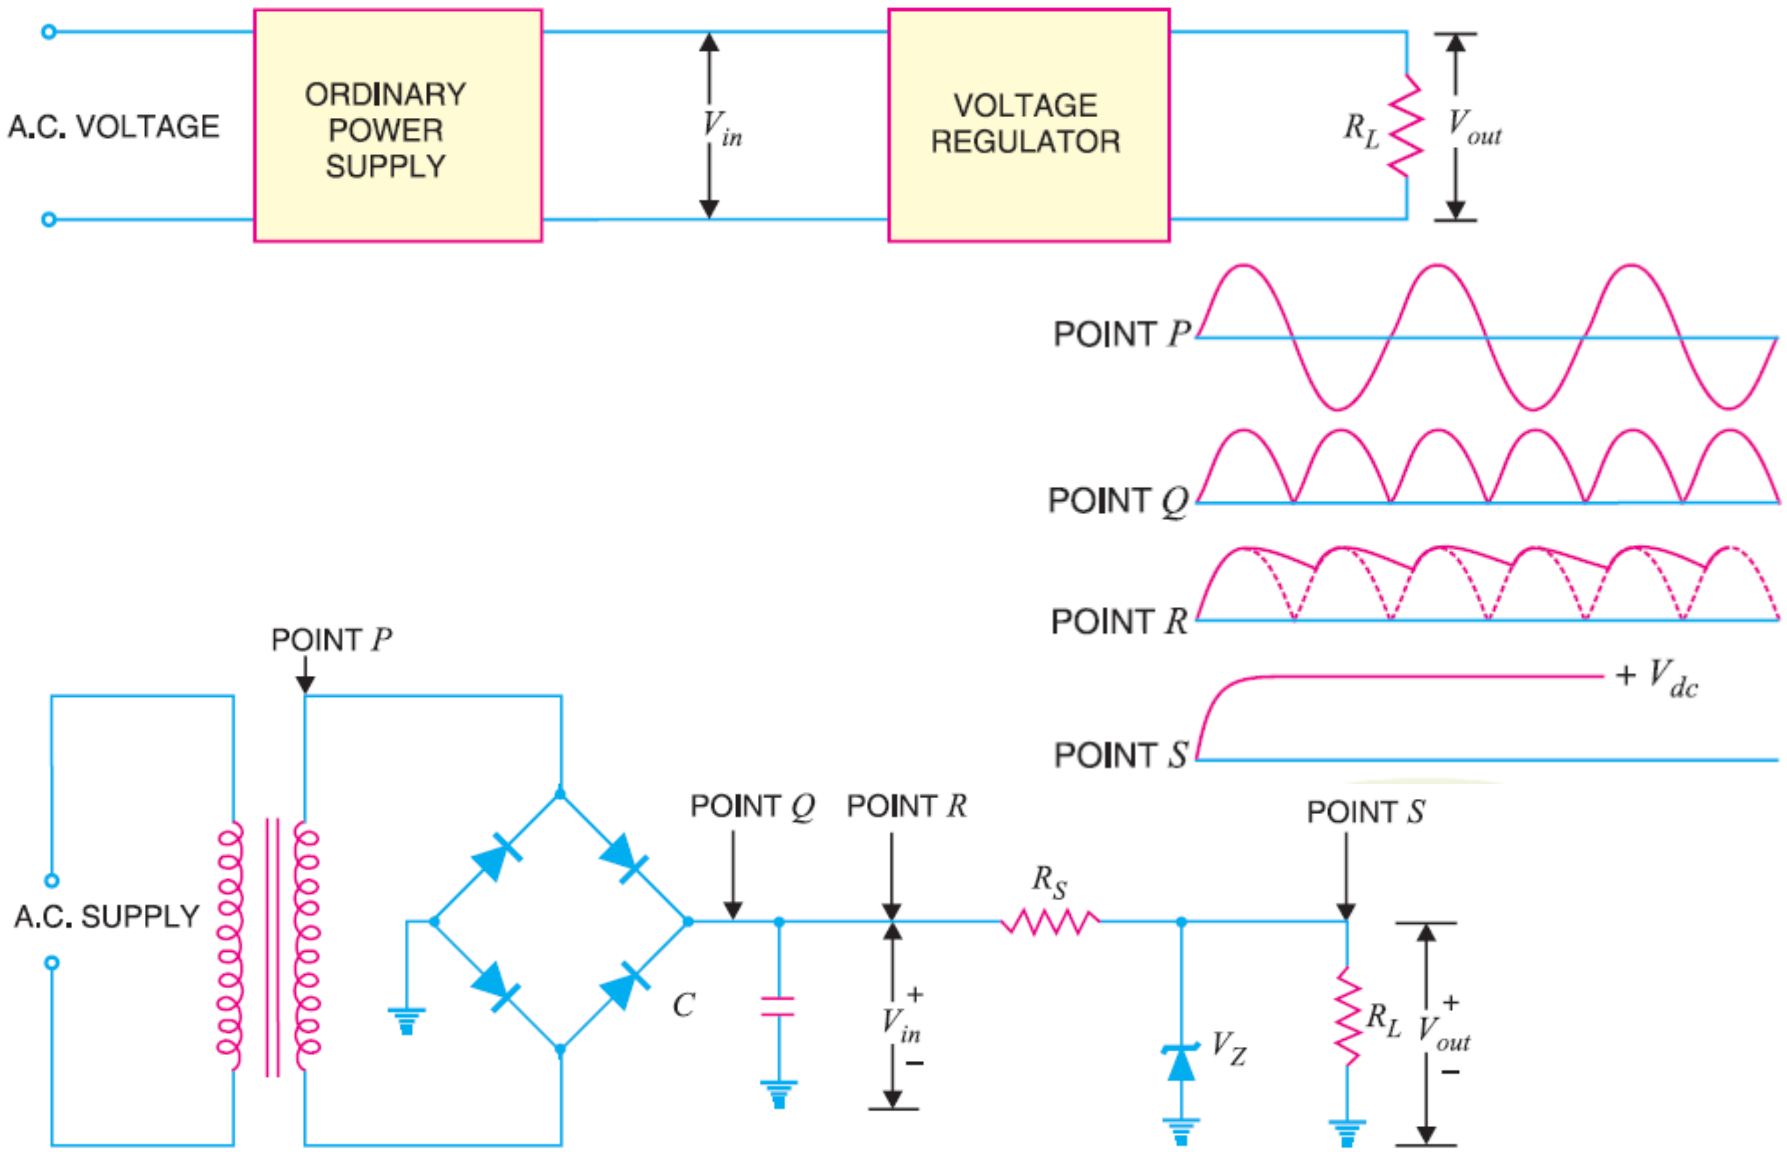 A.C. VOLTAGE
ORDINARY
POWER
SUPPLY
V_in
VOLTAGE
REGULATOR
R_L
V_out
POINT P
POINT Q
POINT R
+ V_dc
POINT S
POINT P
POINT Q
POINT R
POINT S
A.C. SUPPLY
C
+
V_in
–
R_S
V_Z
R_L
+
V_out
–